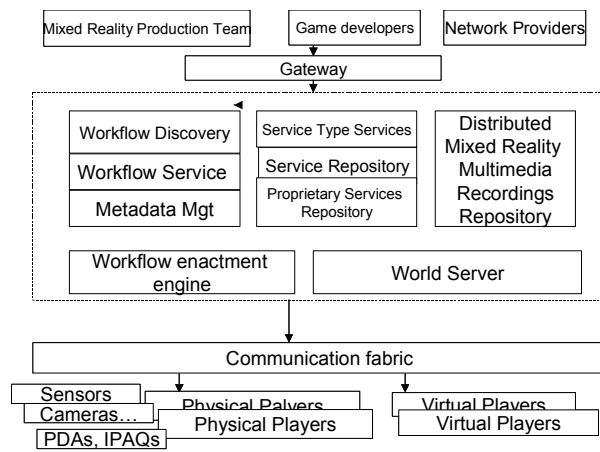 Mixed Reality Production Team
Game developers
Network Providers
Gateway
Workflow Discovery
Workflow Service
Metadata Mgt
Service Type Services
Service Repository
Proprietary Services
Repository
Distributed
Mixed Reality
Multimedia
Recordings
Repository
Workflow enactment
engine
World Server
Communication fabric
Sensors
Cameras…
PDAs, IPAQs
Physical Palyers
Physical Players
Virtual Players
Virtual Players